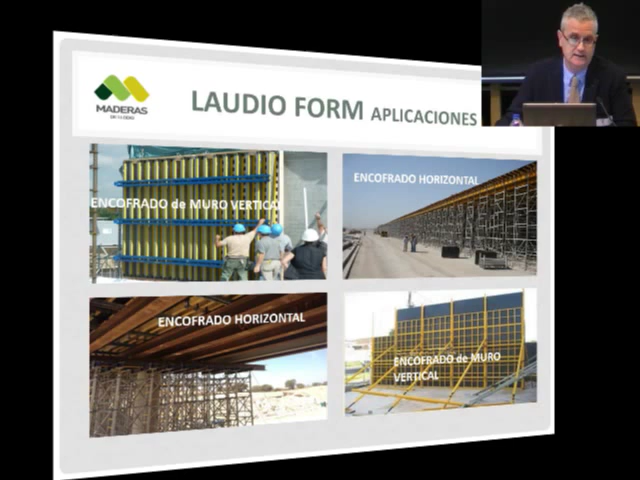 MADERAS
LAUDIO FORM APLICACIONES
ENCOFRADO de MURO VERTICAL
ENCOFRADO HORIZONTAL
ENCOFRADO HORIZONTAL
ENCOFRADO de MURO
VERTICAL